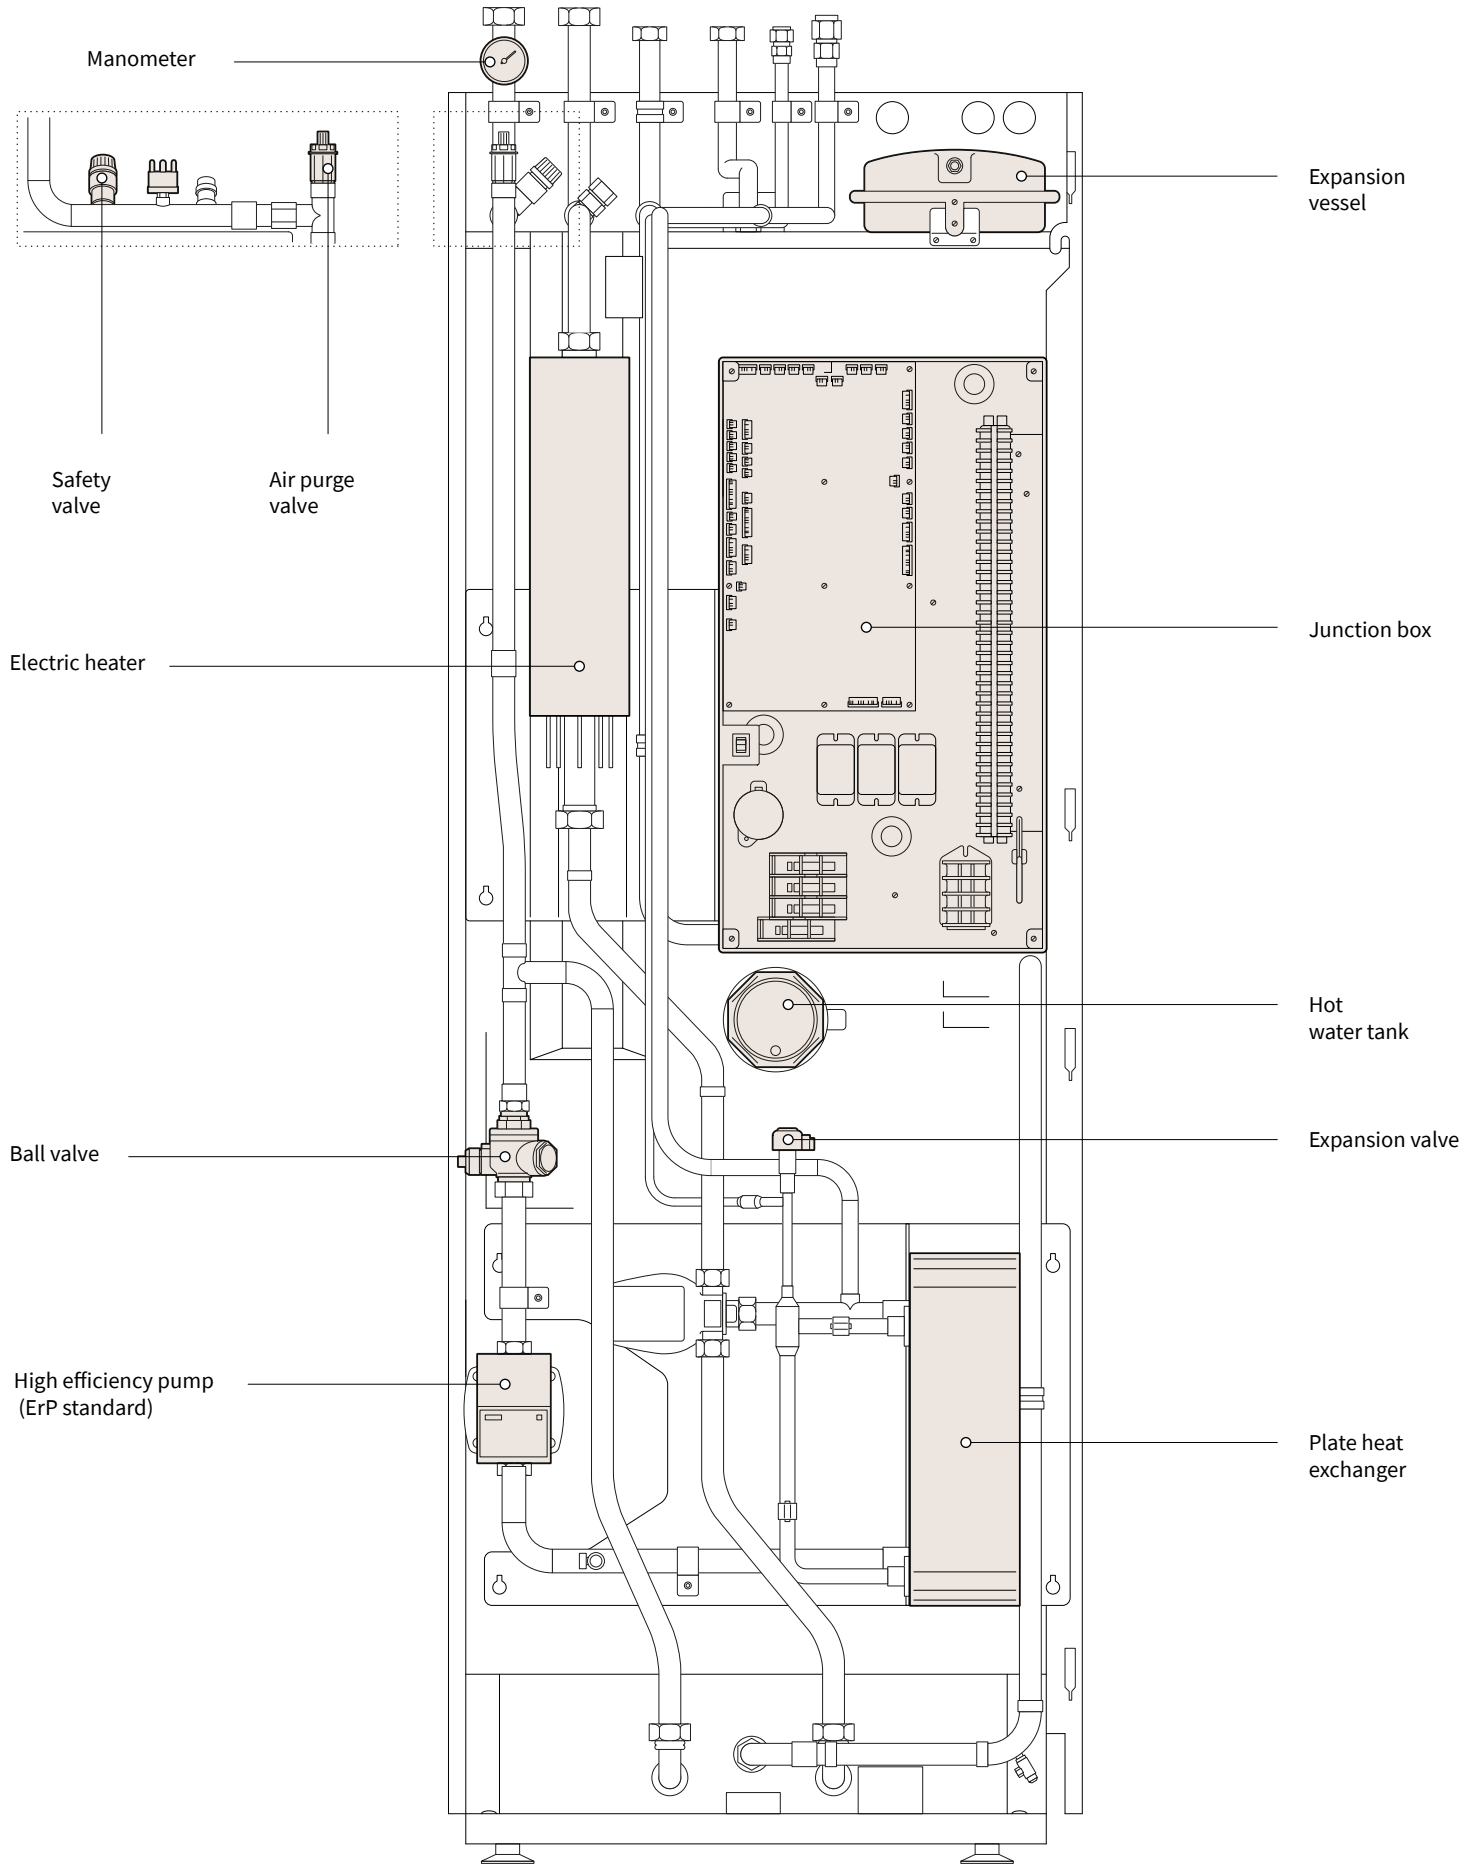 Manometer
Expansion
vessel
Safety
valve
Air purge
valve
Junction box
Electric heater
Hot
water tank
Ball valve
Expansion valve
High efficiency pump
(ErP standard)
Plate heat
exchanger